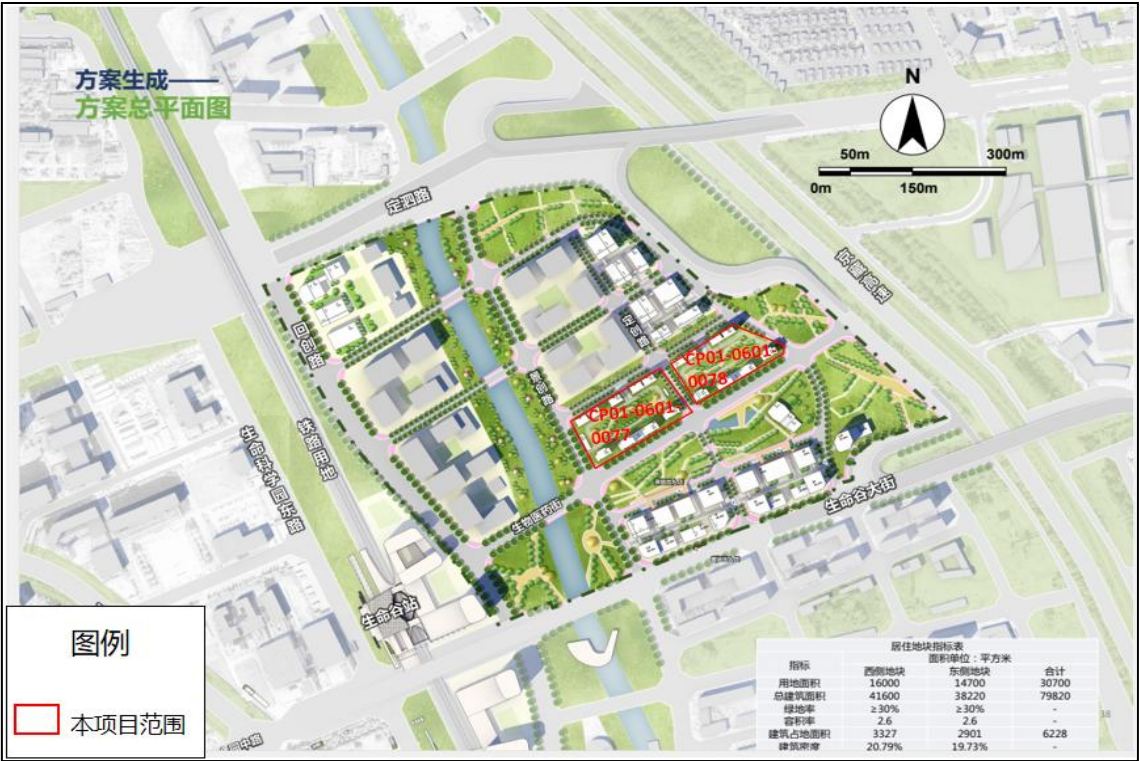 方案生成——
方案总平面图
N
50m 300m
0m 150m
定泗路
京藏高速
回创路
定创路
CP01-0601-
0078
CP01-0601
0077
生命科学园东路
铁路用地
生物医药街
生命谷大街
生命谷站
图例
本项目范围
居住地块指标表
面积单位：平方米
指标 西侧地块 东侧地块 合计
用地面积 16000 14700 30700
总建筑面积 41600 38220 79820
绿地率 ≥30% ≥30% -
容积率 2.6 2.6 -
建筑占地面积 3327 2901 6228
建筑密度 20.79% 19.73% -
38